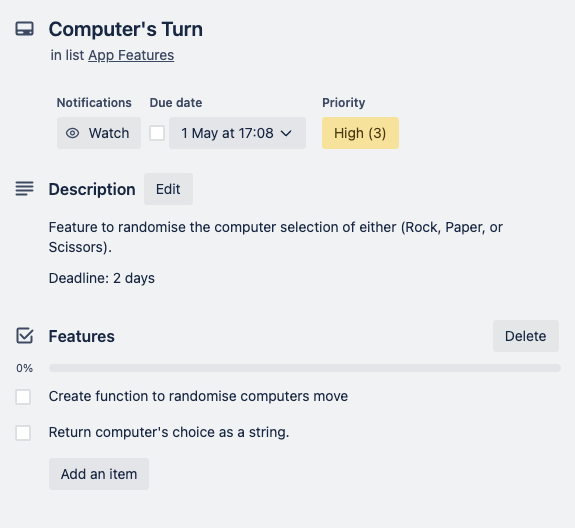 Computer's Turn
in list App Features
Notifications Due date Priority
Watch 1 May at 17:08 High (3)
Description Edit
Feature to randomise the computer selection of either (Rock, Paper, or
Scissors).
Deadline: 2 days
Features Delete
0%
Create function to randomise computers move
Return computer's choice as a string.
Add an item